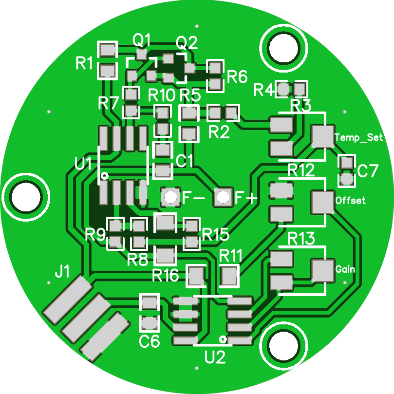 Q1 Q2
R1
R6
R4
R7 R10 R5
R3
R2
Temp_Set
U1
C1
R12 C7
F- F+
Offset
R9
R8
R15
R13
R16
R11
Gain
J1
C6
U2